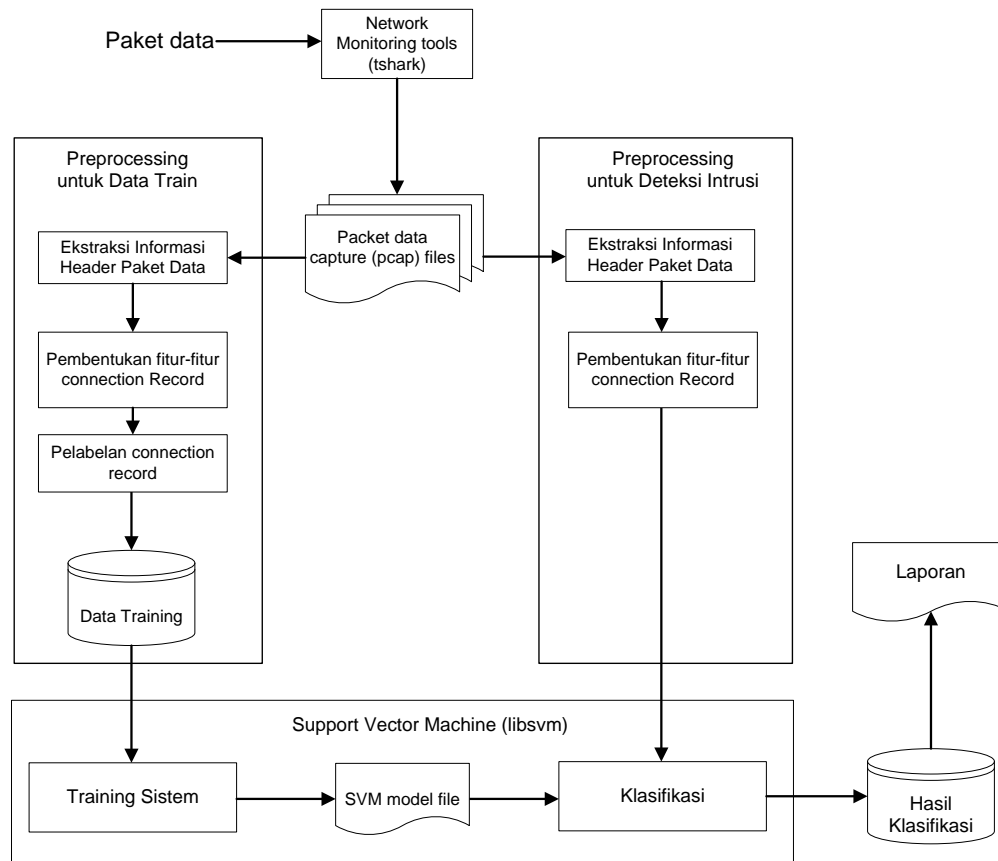 Paket data
Network
Monitoring tools
(tshark)
Preprocessing
untuk Data Train
Preprocessing
untuk Deteksi Intrusi
Packet data
capture (pcap) files
Ekstraksi Informasi
Header Paket Data
Ekstraksi Informasi
Header Paket Data
Pembentukan fitur-fitur
connection Record
Pembentukan fitur-fitur
connection Record
Pelabelan connection
record
Data Training
Laporan
Support Vector Machine (libsvm)
Training Sistem
SVM model file
Klasifikasi
Hasil
Klasifikasi